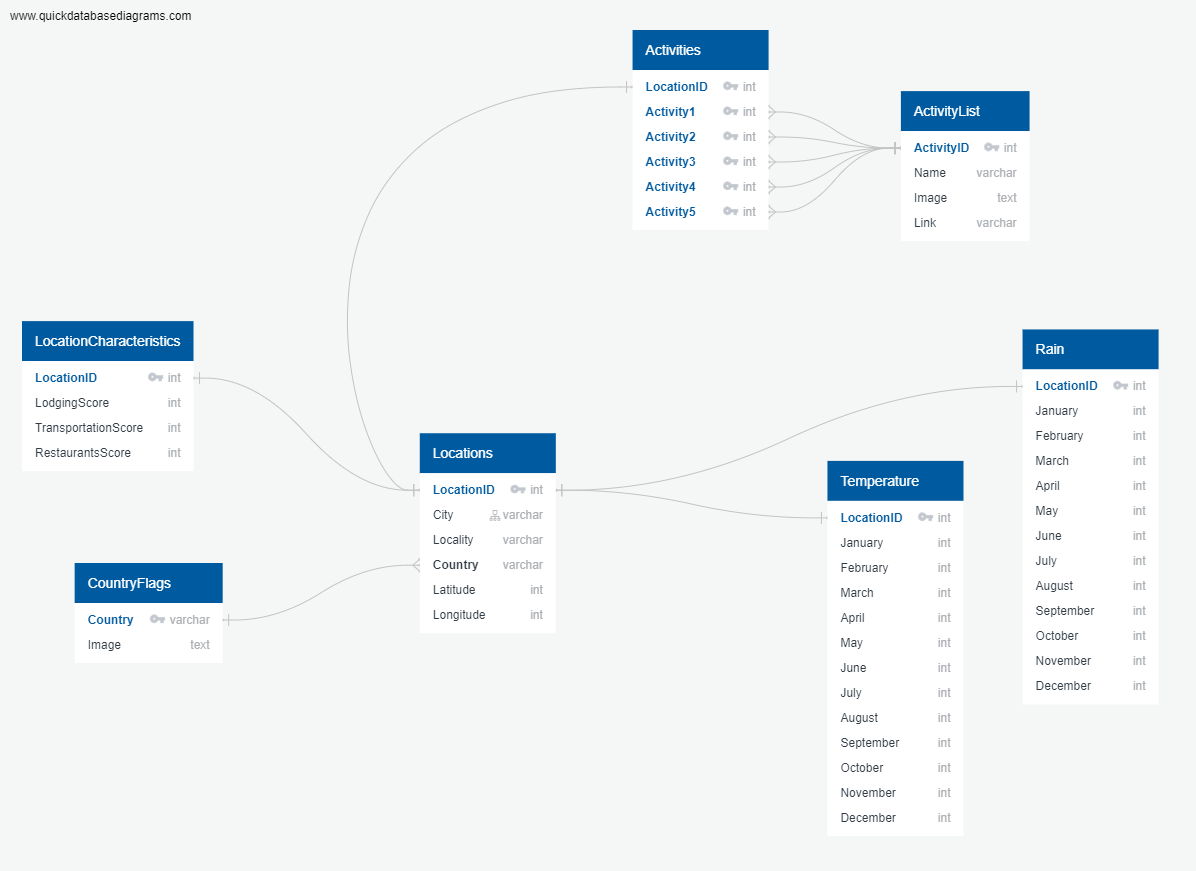 www.quickdatabasediagrams.com
Activities
LocationID int
Activity1 int
Activity2 int
Activity3 int
Activity4 int
Activity5 int
ActivityList
ActivityID int
Name varchar
Image text
Link varchar
LocationCharacteristics
LocationID int
LodgingScore int
TransportationScore int
RestaurantsScore int
Locations
LocationID int
City varchar
Locality varchar
Country varchar
Latitude int
Longitude int
CountryFlags
Country varchar
Image text
Temperature
LocationID int
January int
February int
March int
April int
May int
June int
July int
August int
September int
October int
November int
December int
Rain
LocationID int
January int
February int
March int
April int
May int
June int
July int
August int
September int
October int
November int
December int